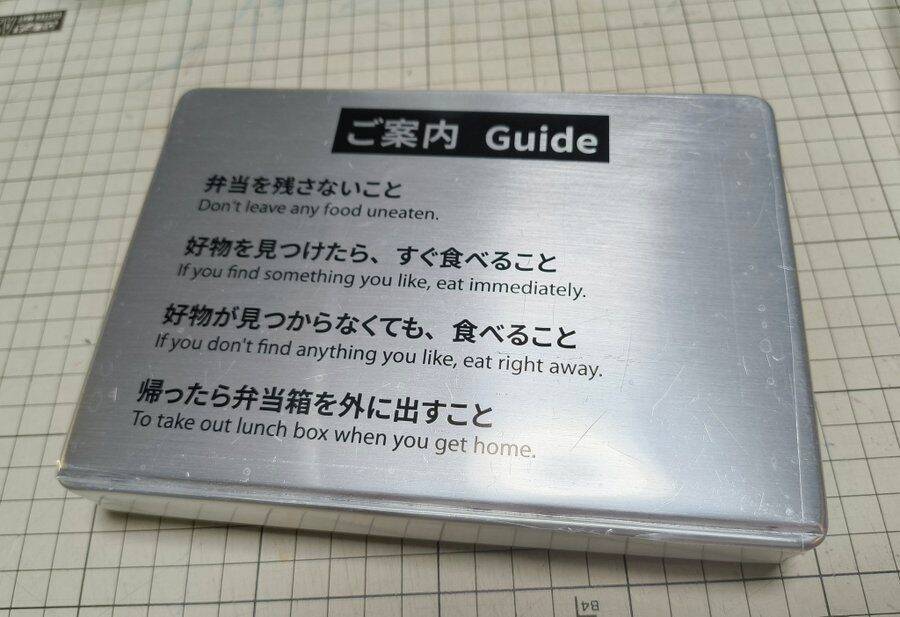 ご案内 Guide
弁当を残さないこと
Don't leave any food uneaten.
好物を見つけたら、すぐ食べること
If you find something you like, eat immediately.
好物が見つからなくても、食べること
If you don't find anything you like, eat right away.
帰ったら弁当箱を外に出すこと
To take out lunch box when you get home.
B4